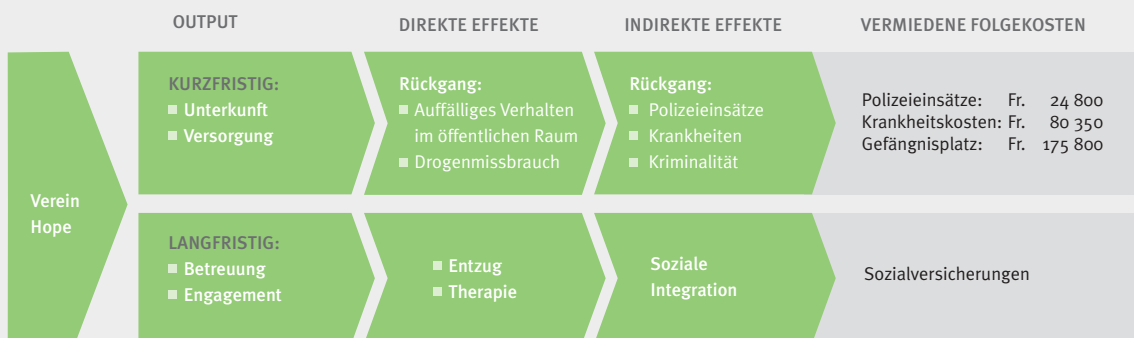 OUTPUT
DIREKTE EFFEKTE
INDIREKTE EFFEKTE
VERMIEDENE FOLGEKOSTEN
Verein
Hope
KURZFRISTIG:
Unterkunft
Versorgung
Rückgang:
Auffälliges Verhalten
im öffentlichen Raum
Drogenmissbrauch
Rückgang:
Polizeieinsätze
Krankheiten
Kriminalität
Polizeieinsätze: Fr. 24 800
Krankheitskosten: Fr. 80 350
Gefängnisplatz: Fr. 175 800
LANGFRISTIG:
Betreuung
Engagement
Entzug
Therapie
Soziale
Integration
Sozialversicherungen